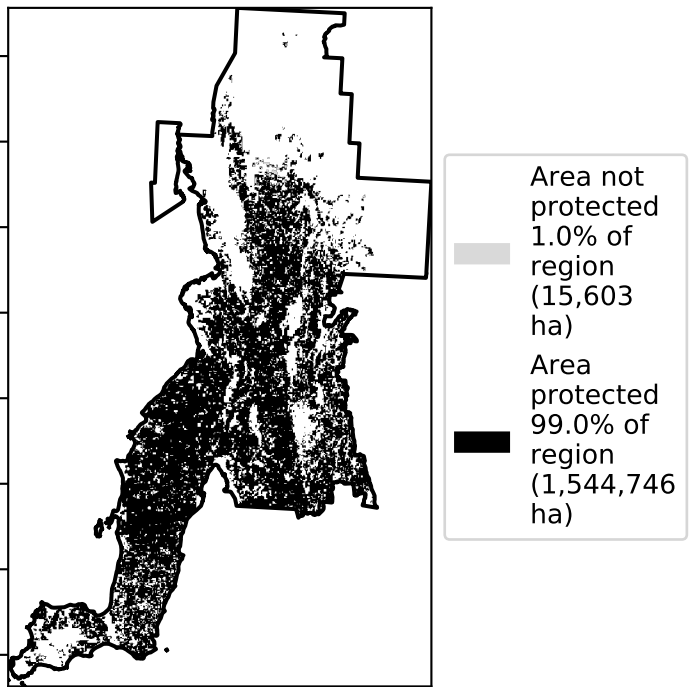 Area not
protected
1.0% of
region
(15,603
ha)
Area
protected
99.0% of
region
(1,544,746
ha)